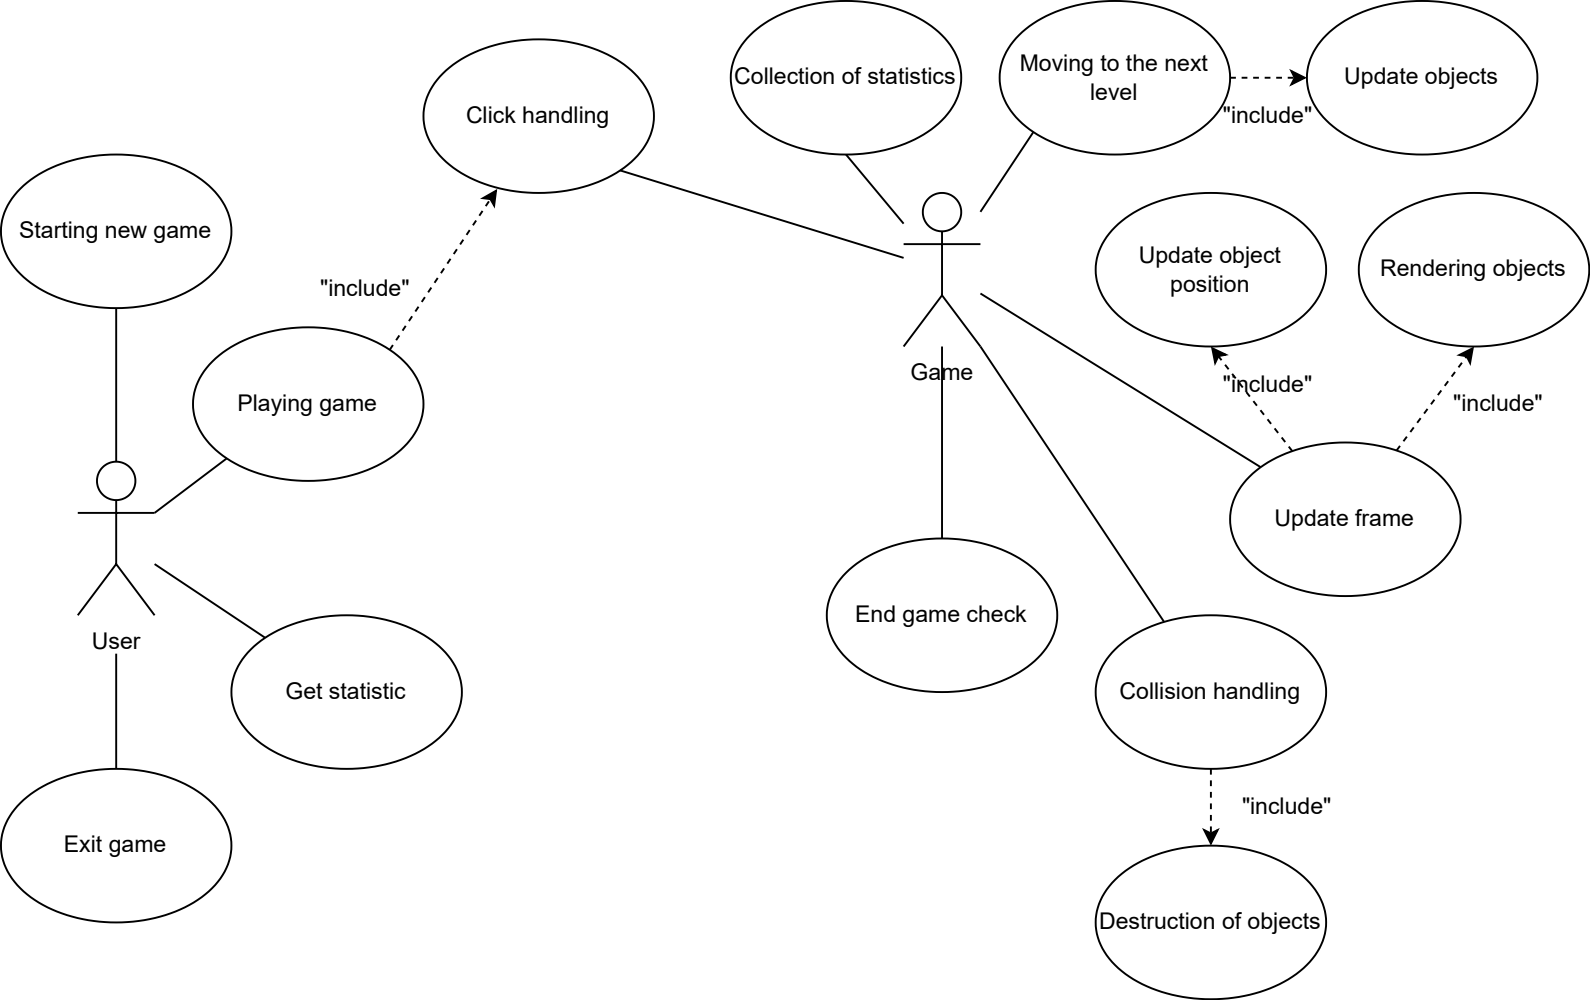 Collection of statistics
Moving to the next
level
Update objects
"include"
Click handling
Starting new game
"include"
Update object
position
Rendering objects
Playing game
Game
"include"
"include"
Update frame
End game check
User
Get statistic
Collision handling
"include"
Exit game
Destruction of objects